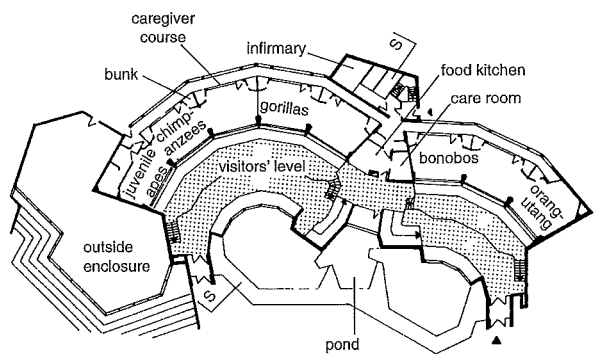 caregiver
course
infirmary
S
food kitchen
bunk
care room
gorillas
chimp-
anzees
juvenile
apes
visitors' level
bonobos
orang-
utang
outside
enclosure
S
pond